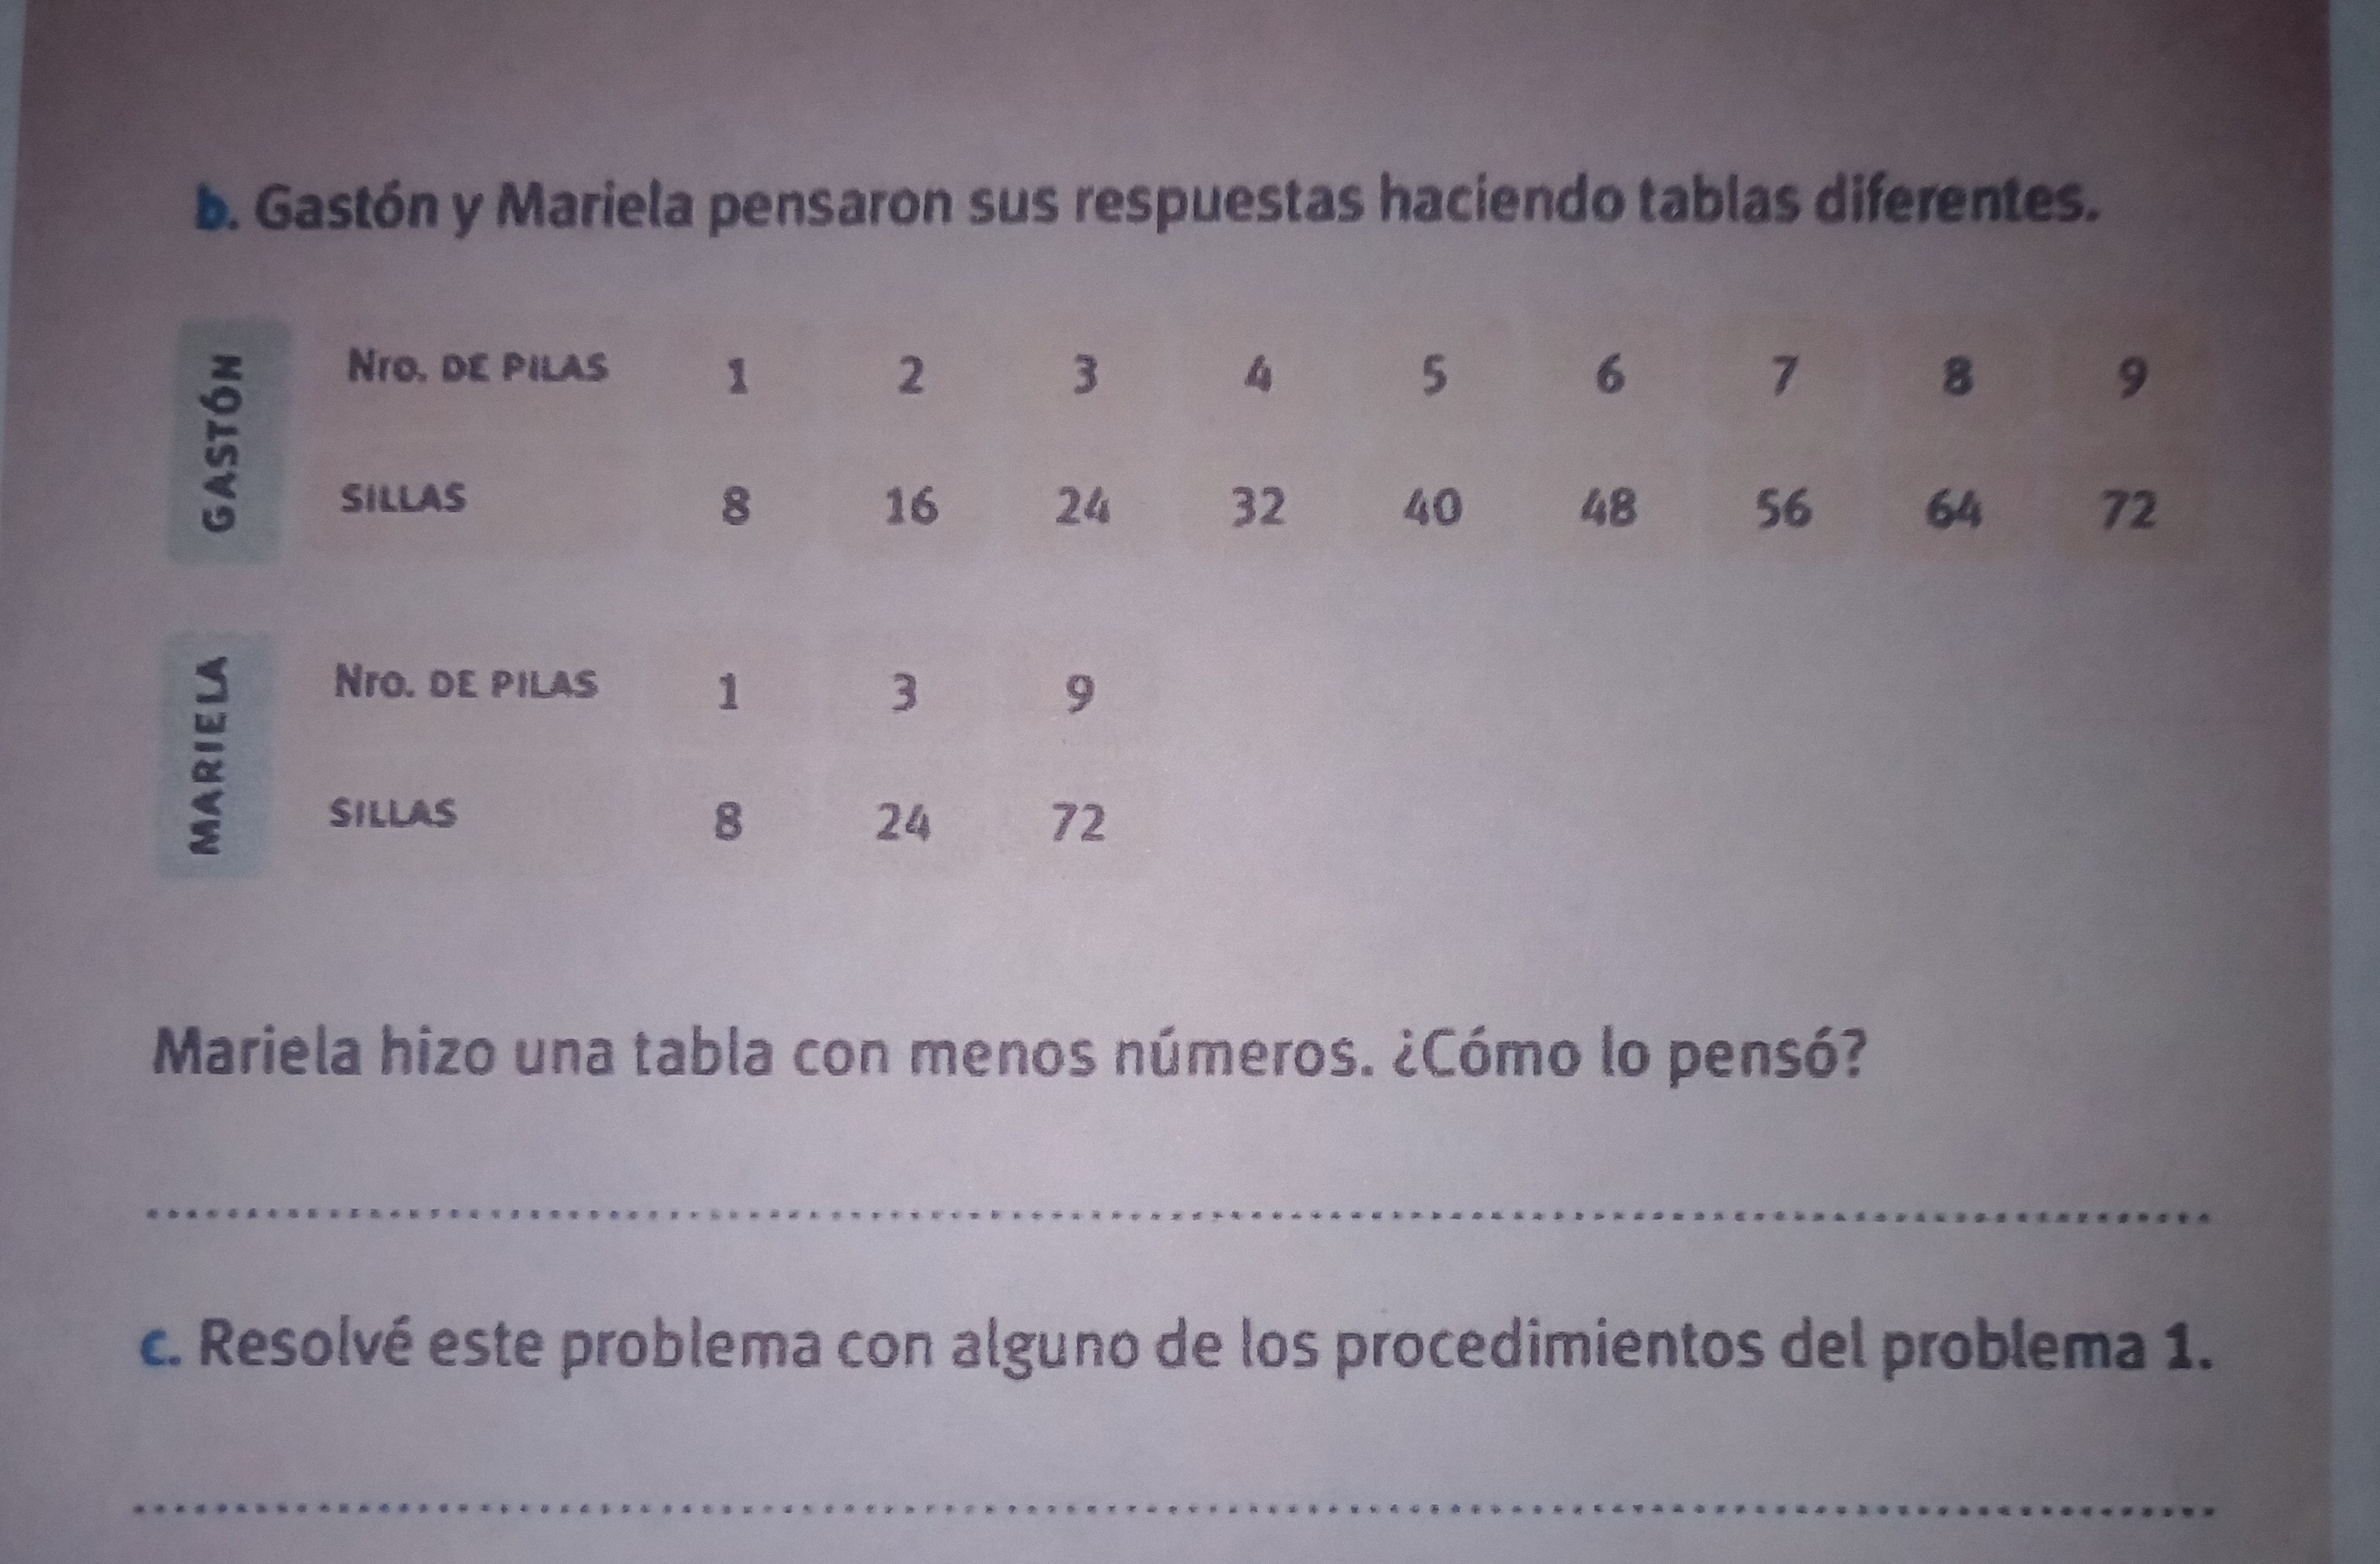 b. Gastón y Mariela pensaron sus respuestas haciendo tablas diferentes.
GASTÓN
Nro. DE PILAS 1 2 3 4 5 6 7 8 9
SILLAS 8 16 24 32 40 48 56 64 72
MARIELA
Nro. DE PILAS 1 3 9
SILLAS 8 24 72
Mariela hizo una tabla con menos números. ¿Cómo lo pensó?
c. Resolvé este problema con alguno de los procedimientos del problema 1.